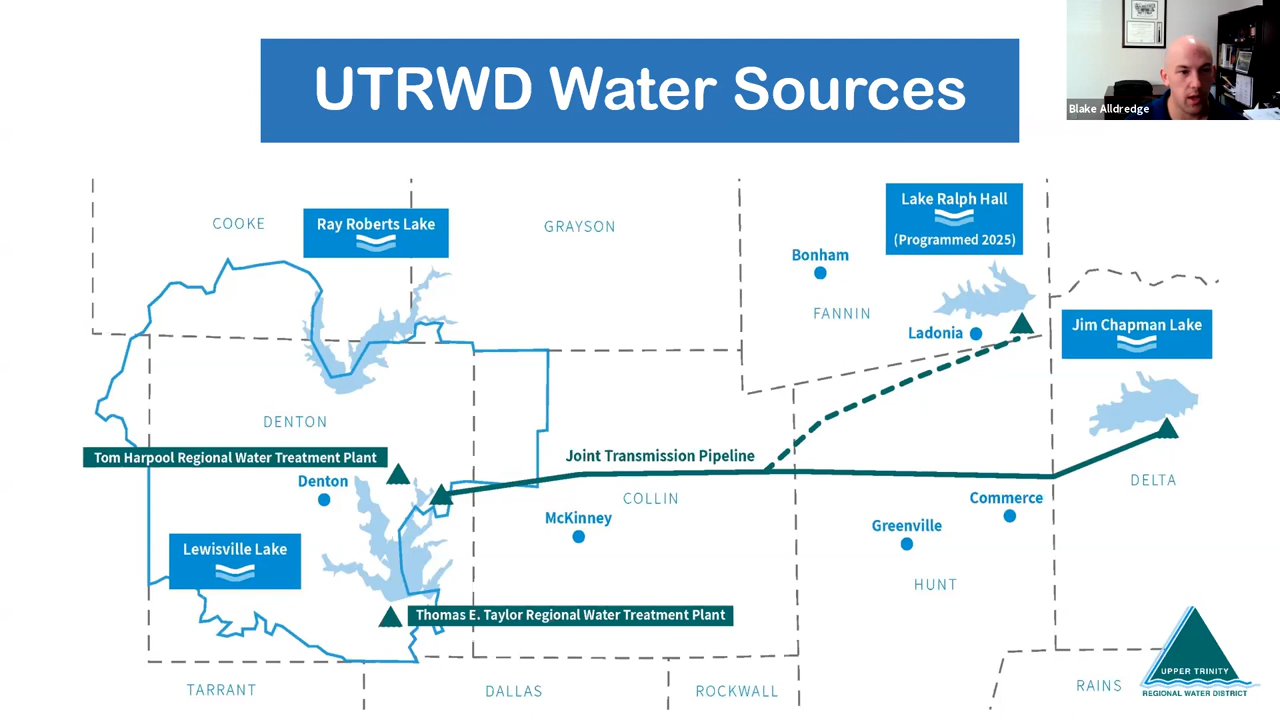 UTRWD Water Sources
Blake Alldredge
COOKE
Ray Roberts Lake
GRAYSON
Lake Ralph Hall
(Programmed 2025)
Bonham
FANNIN
Ladonia
Jim Chapman Lake
DENTON
Tom Harpool Regional Water Treatment Plant
Joint Transmission Pipeline
Denton
COLLIN
DELTA
McKinney
Commerce
Greenville
Lewisville Lake
HUNT
Thomas E. Taylor Regional Water Treatment Plant
TARRANT
DALLAS
ROCKWALL
RAINS
UPPER TRINITY
REGIONAL WATER DISTRICT